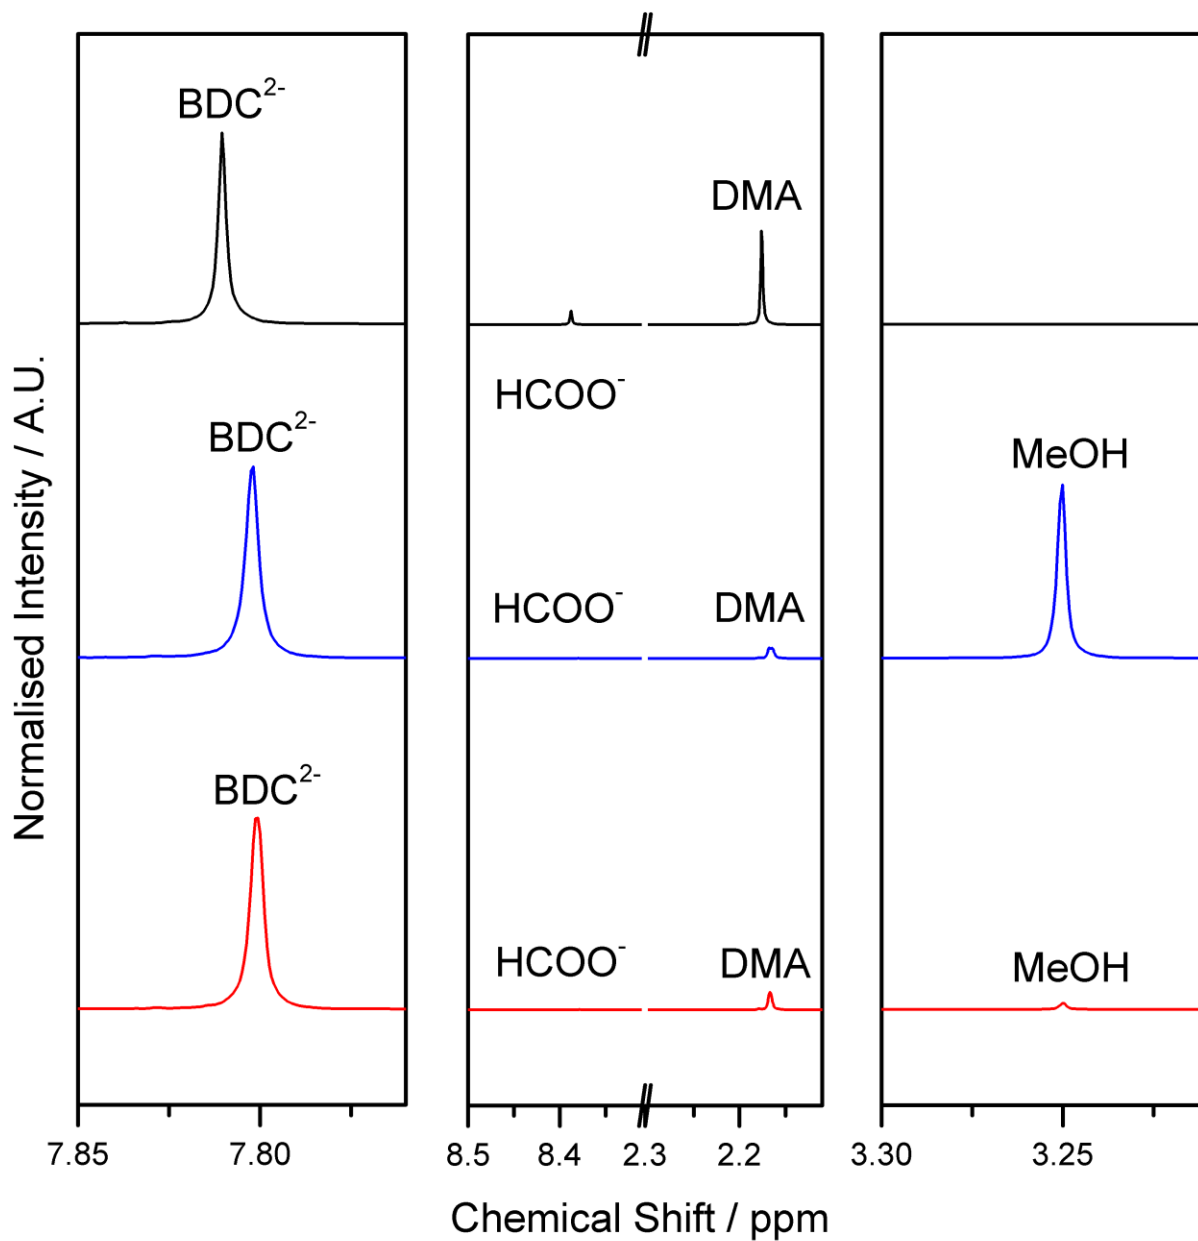 BDC²⁻
DMA
HCOO⁻
BDC²⁻
MeOH
HCOO⁻
DMA
BDC²⁻
HCOO⁻
DMA
MeOH
Normalised Intensity / A.U.
7.85
7.80
8.5
8.4
2.3
2.2
3.30
3.25
Chemical Shift / ppm